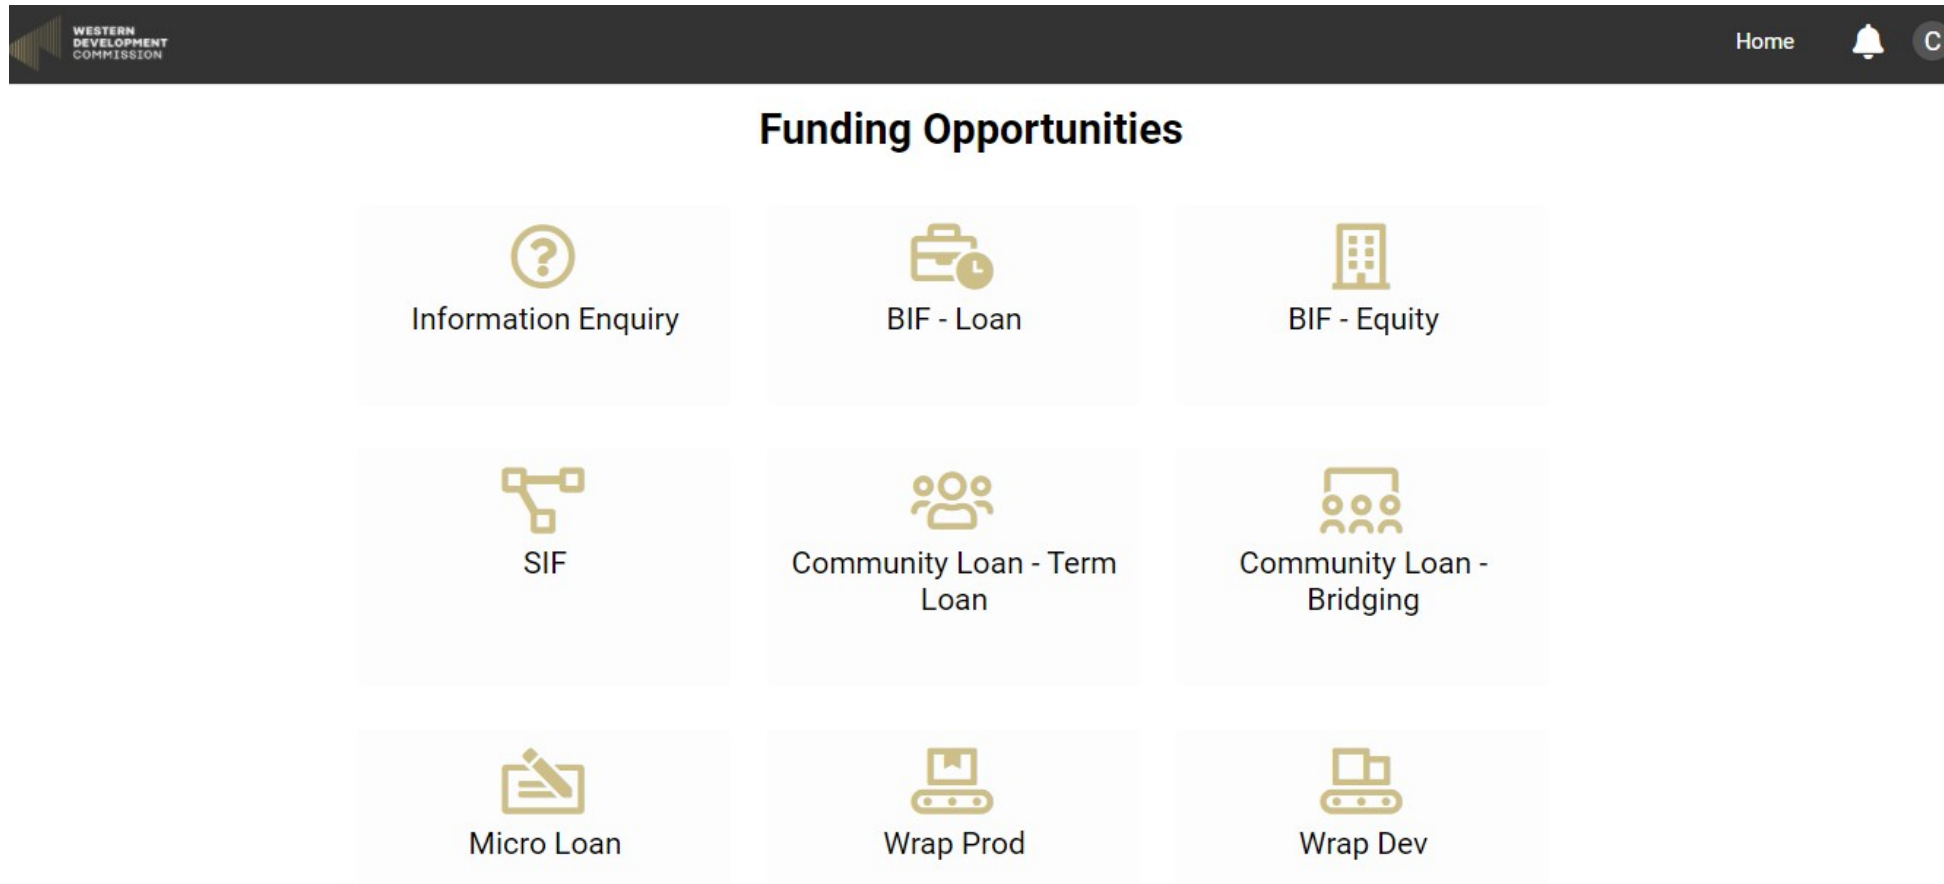 WESTERN
DEVELOPMENT
COMMISSION
Home
C
Funding Opportunities
Information Enquiry
BIF - Loan
BIF - Equity
SIF
Community Loan - Term
Loan
Community Loan -
Bridging
Micro Loan
Wrap Prod
Wrap Dev